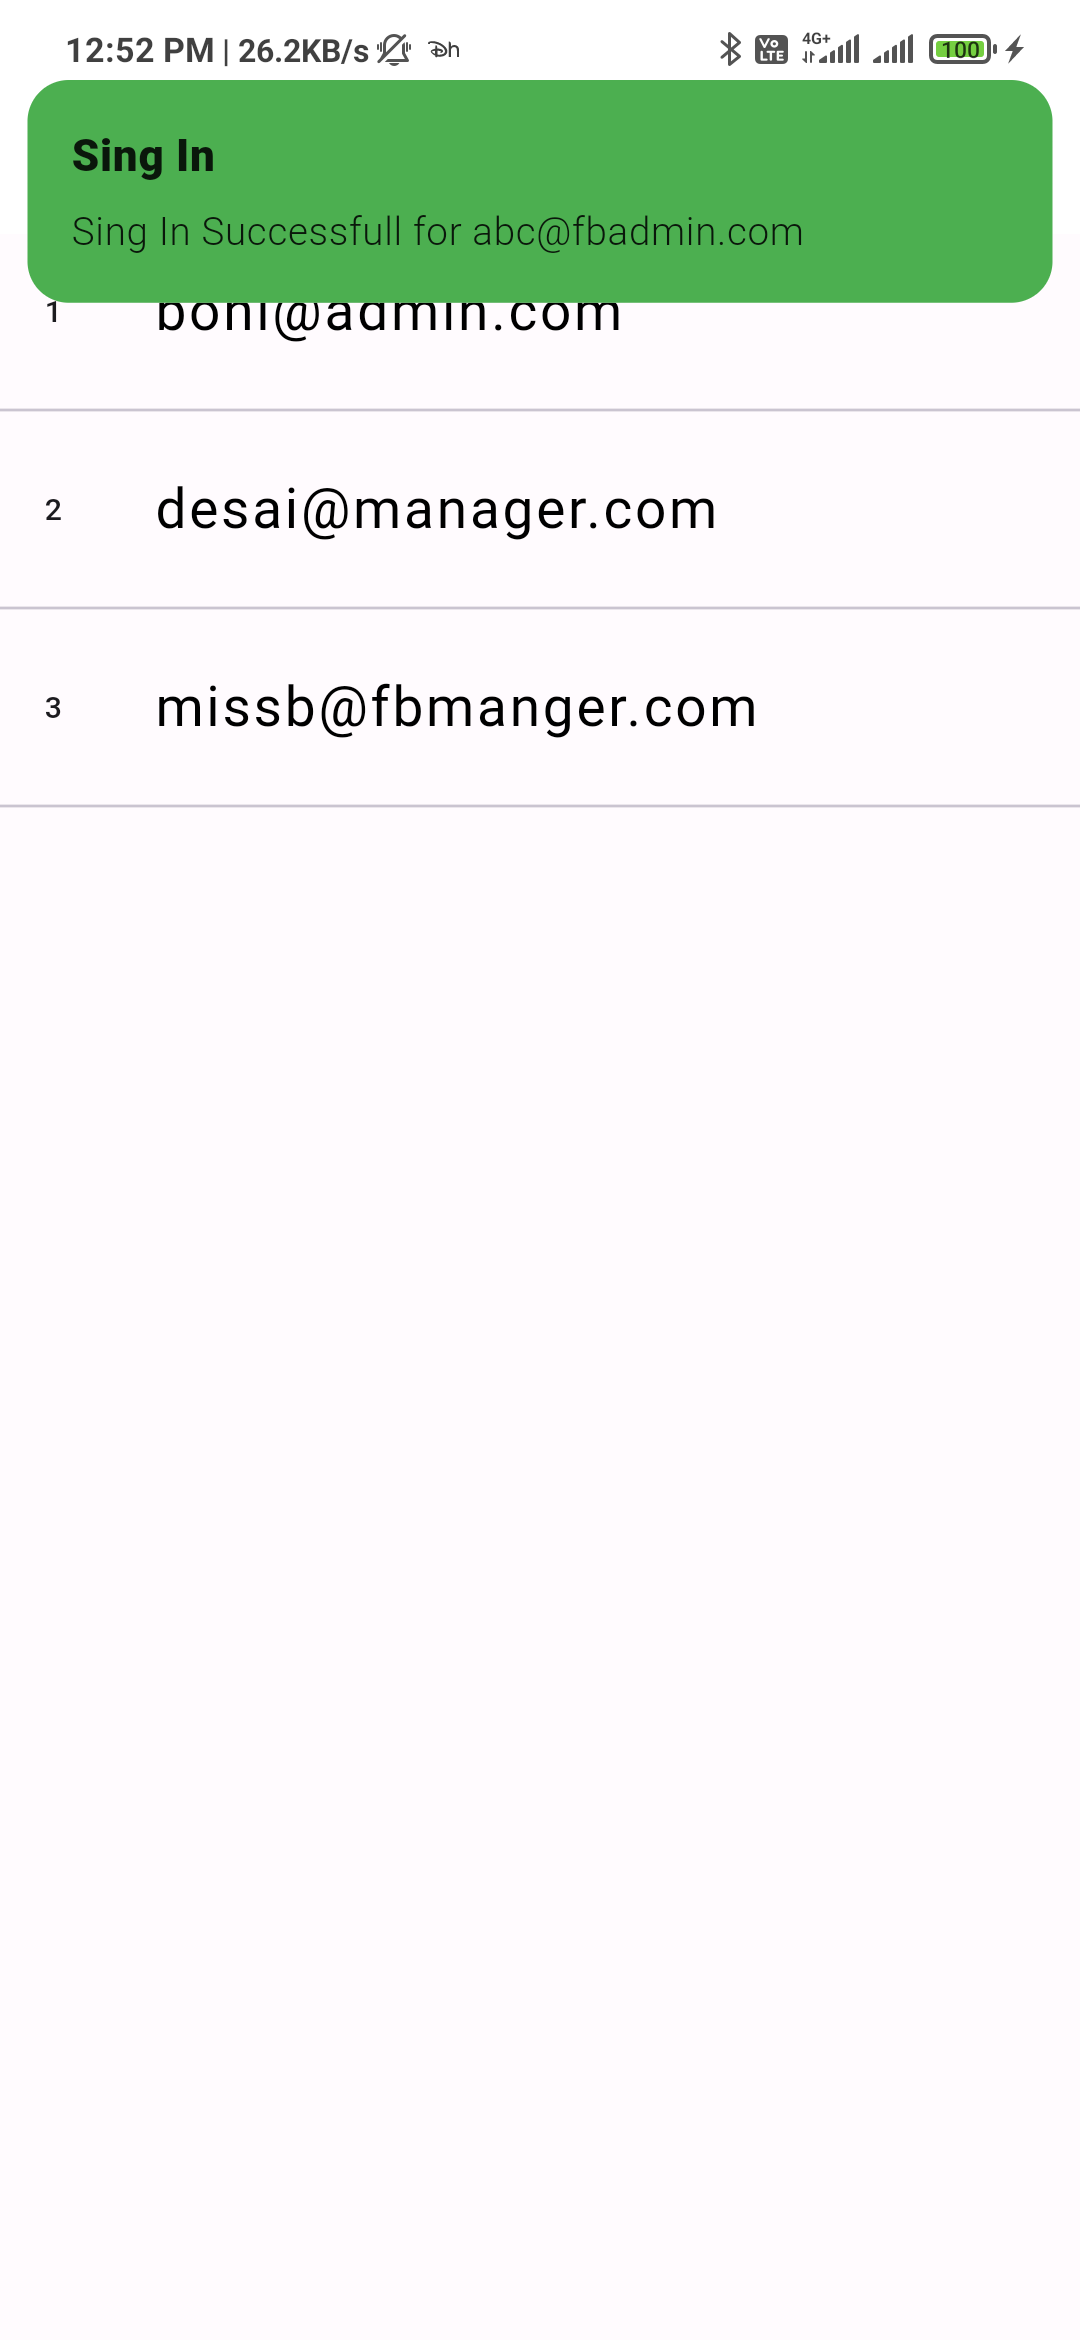 12:52 PM | 26.2KB/s Dh Vo LTE 4G+ 100
Sing In
Sing In Successfull for abc@fbadmin.com
1 boni@admin.com
2 desai@manager.com
3 missb@fbmanger.com